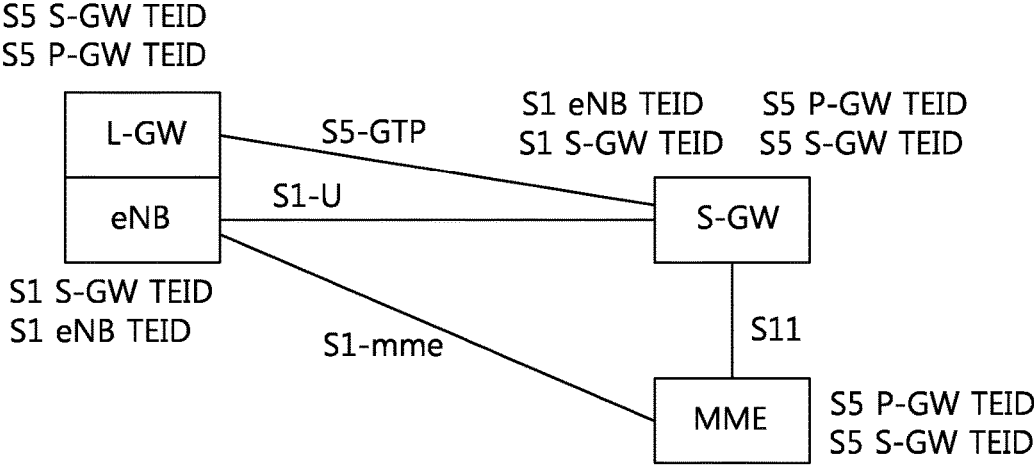 S5 S-GW TEID
S5 P-GW TEID
L-GW
S5-GTP
S1 eNB TEID
S1 S-GW TEID
S5 P-GW TEID
S5 S-GW TEID
eNB
S1-U
S-GW
S1 S-GW TEID
S1 eNB TEID
S1-mme
S11
MME
S5 P-GW TEID
S5 S-GW TEID